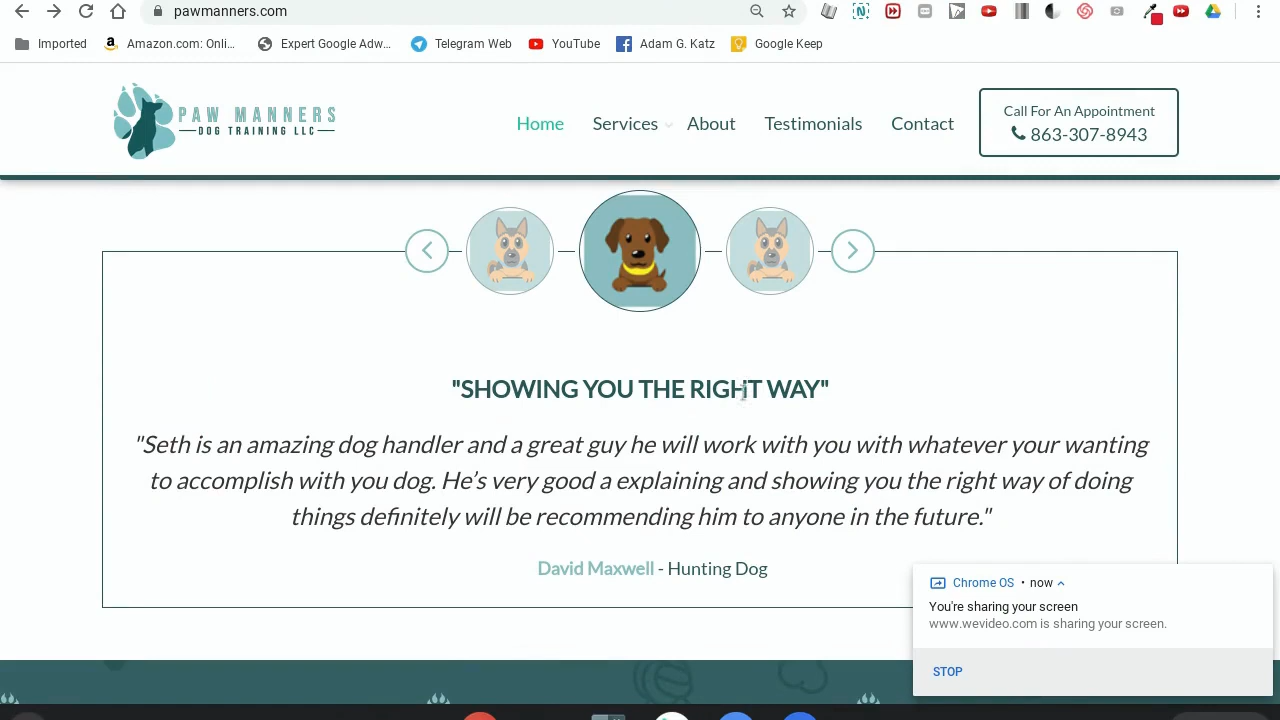 pawmanners.com
Imported
Amazon.com: Onli...
Expert Google Adw...
Telegram Web
YouTube
Adam G. Katz
Google Keep
PAW MANNERS
DOG TRAINING LLC
Home
Services
About
Testimonials
Contact
Call For An Appointment
863-307-8943
"SHOWING YOU THE RIGHT WAY"
"Seth is an amazing dog handler and a great guy he will work with you with whatever your wanting
to accomplish with you dog. He’s very good a explaining and showing you the right way of doing
things definitely will be recommending him to anyone in the future."
David Maxwell - Hunting Dog
Chrome OS • now
You're sharing your screen
www.wevideo.com is sharing your screen.
STOP